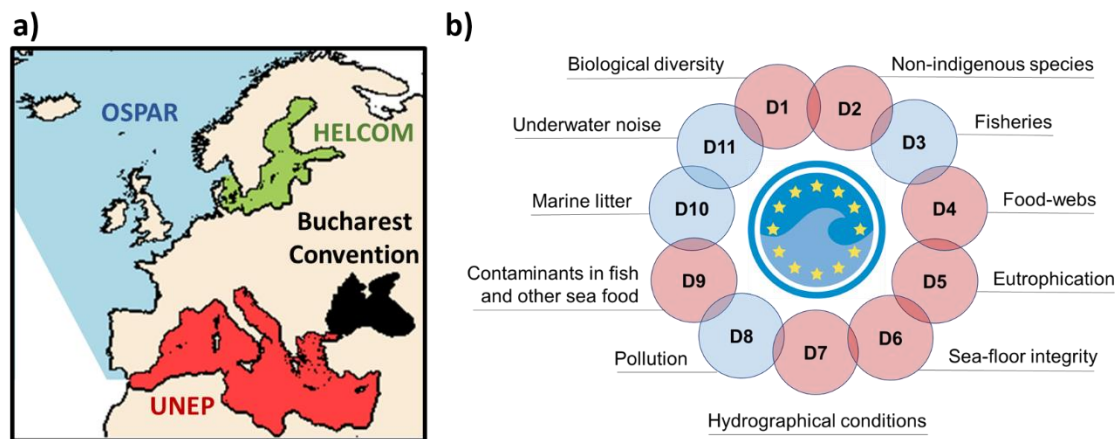 a)
OSPAR
HELCOM
Bucharest
Convention
UNEP
b)
Biological diversity
Non-indigenous species
Underwater noise
Fisheries
Marine litter
Food-webs
Contaminants in fish
and other sea food
Eutrophication
Pollution
Sea-floor integrity
Hydrographical conditions
D1
D2
D3
D4
D5
D6
D7
D8
D9
D10
D11